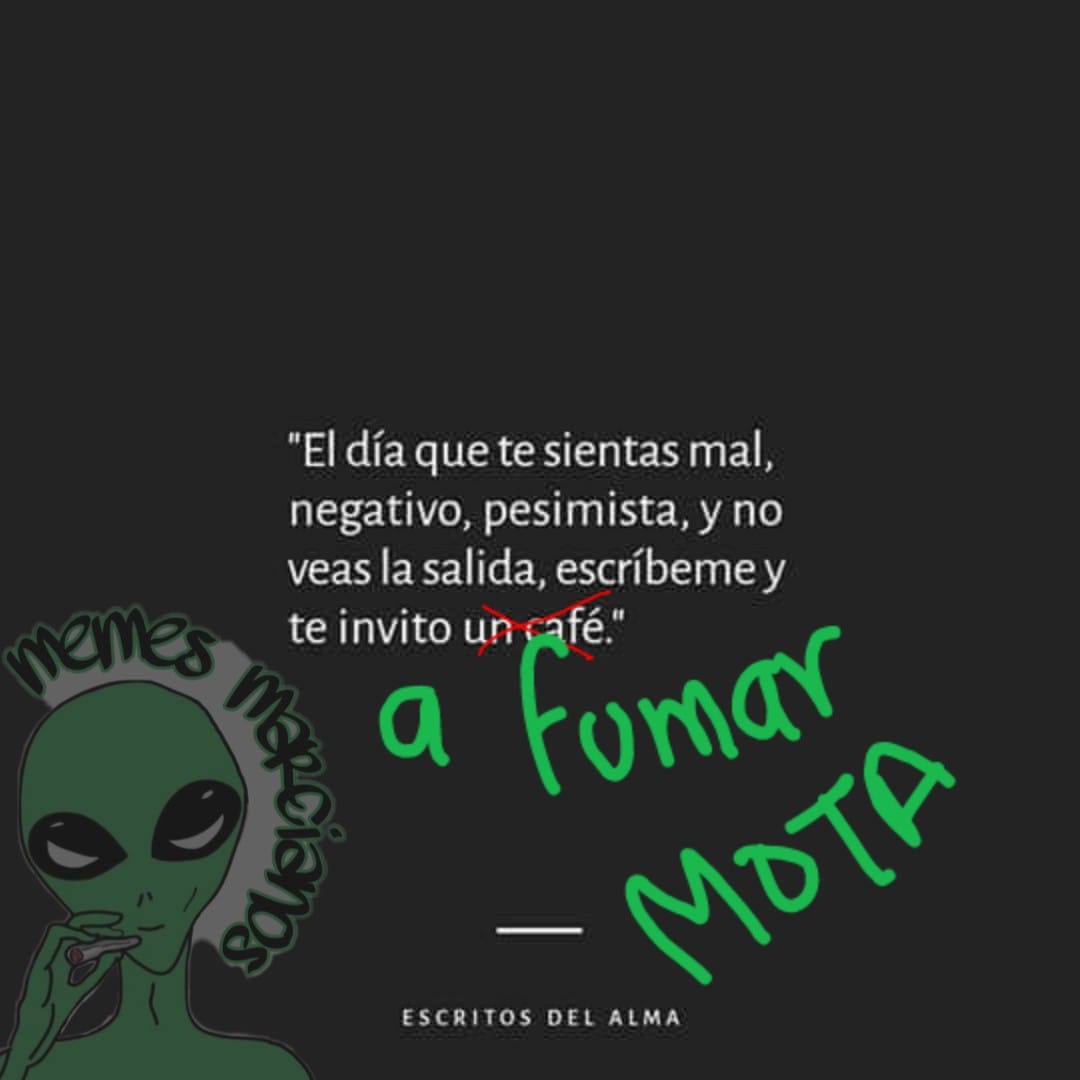 "El día que te sientas mal,
negativo, pesimista, y no
veas la salida, escríbeme y
te invito un café."
a fumar
MOTA
memes marcianos
ESCRITOS DEL ALMA